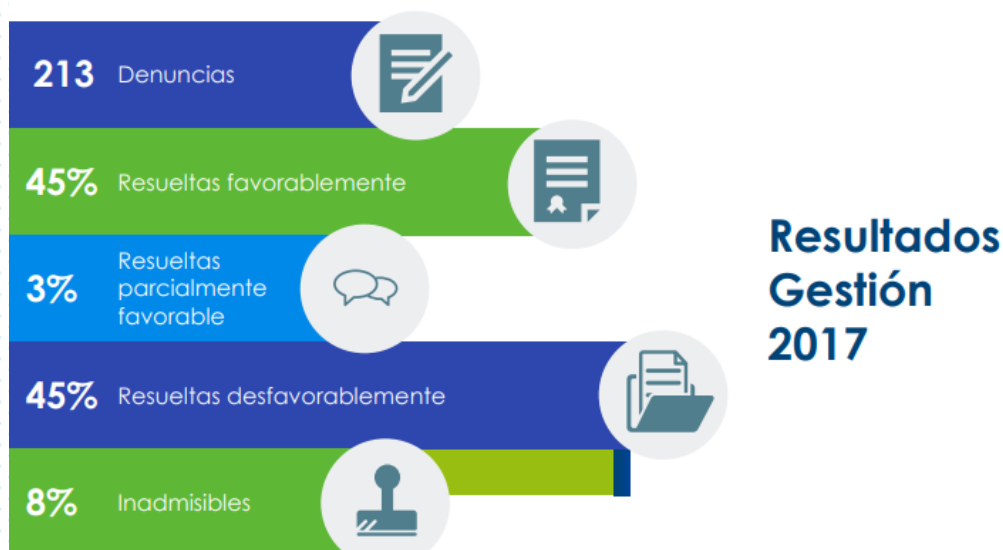 213 Denuncias
45% Resueltas favorablemente
3% Resueltas
parcialmente
favorable
45% Resueltas desfavorablemente
8% Inadmisibles
Resultados
Gestión
2017